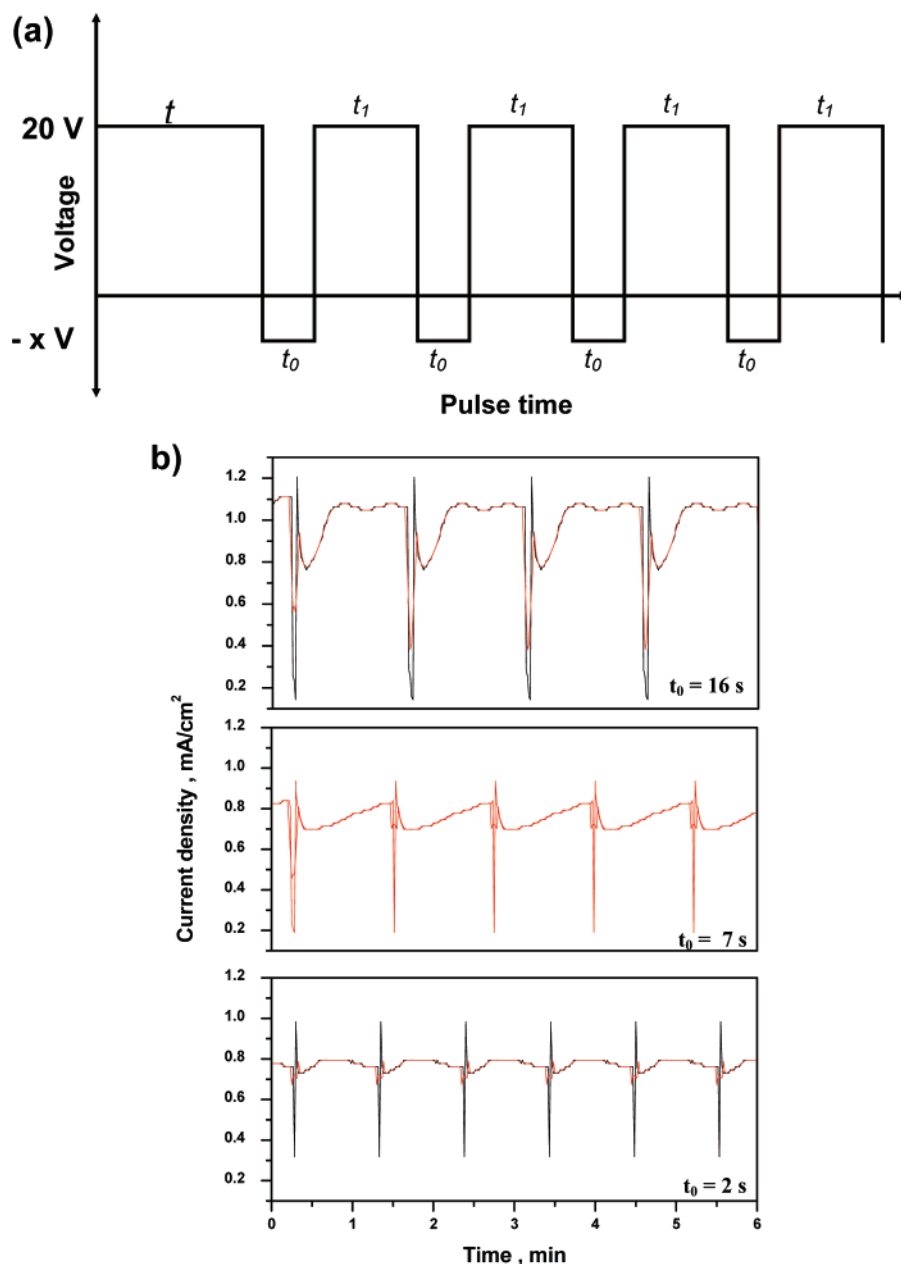 (a)
t
t1 t1 t1 t1
20 V
Voltage
- x V
t0 t0 t0 t0
Pulse time
b)
1.2
1.0
0.8
0.6
0.4
0.2
t0 = 16 s
1.2
1.0
0.8
0.6
0.4
0.2
t0 = 7 s
Current density , mA/cm²
1.2
1.0
0.8
0.6
0.4
0.2
t0 = 2 s
0 1 2 3 4 5 6
Time , min